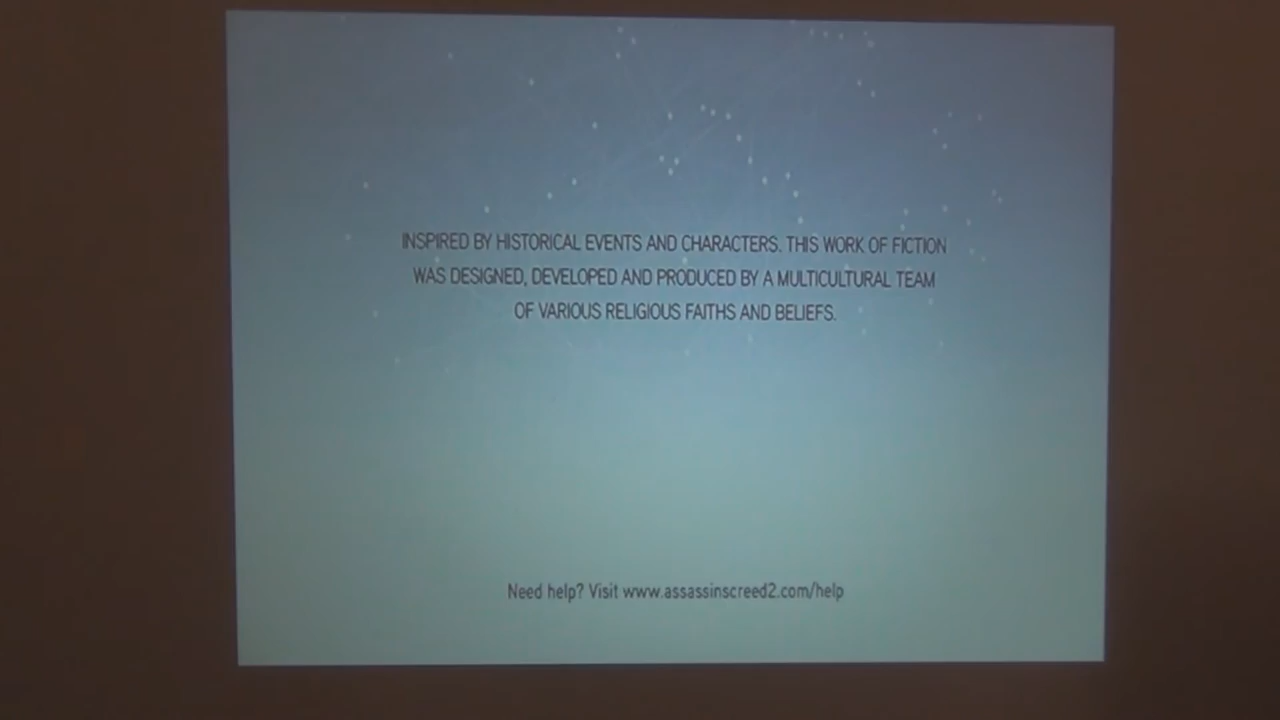 INSPIRED BY HISTORICAL EVENTS AND CHARACTERS. THIS WORK OF FICTION
WAS DESIGNED, DEVELOPED AND PRODUCED BY A MULTICULTURAL TEAM
OF VARIOUS RELIGIOUS FAITHS AND BELIEFS.
Need help? Visit www.assassinscreed2.com/help